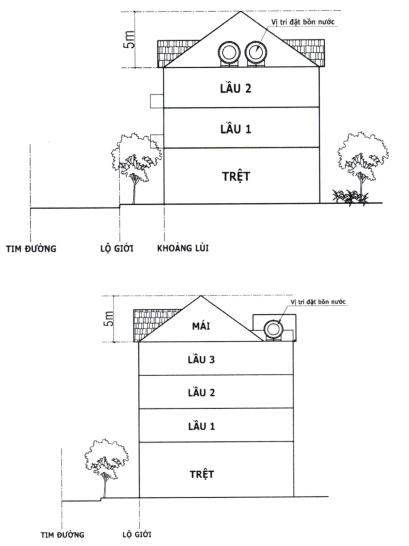 5m
Vị trí đặt bồn nước
LẦU 2
LẦU 1
TRỆT
TIM ĐƯỜNG
LỘ GIỚI
KHOẢNG LÙI
5m
Vị trí đặt bồn nước
MÁI
LẦU 3
LẦU 2
LẦU 1
TRỆT
TIM ĐƯỜNG
LỘ GIỚI